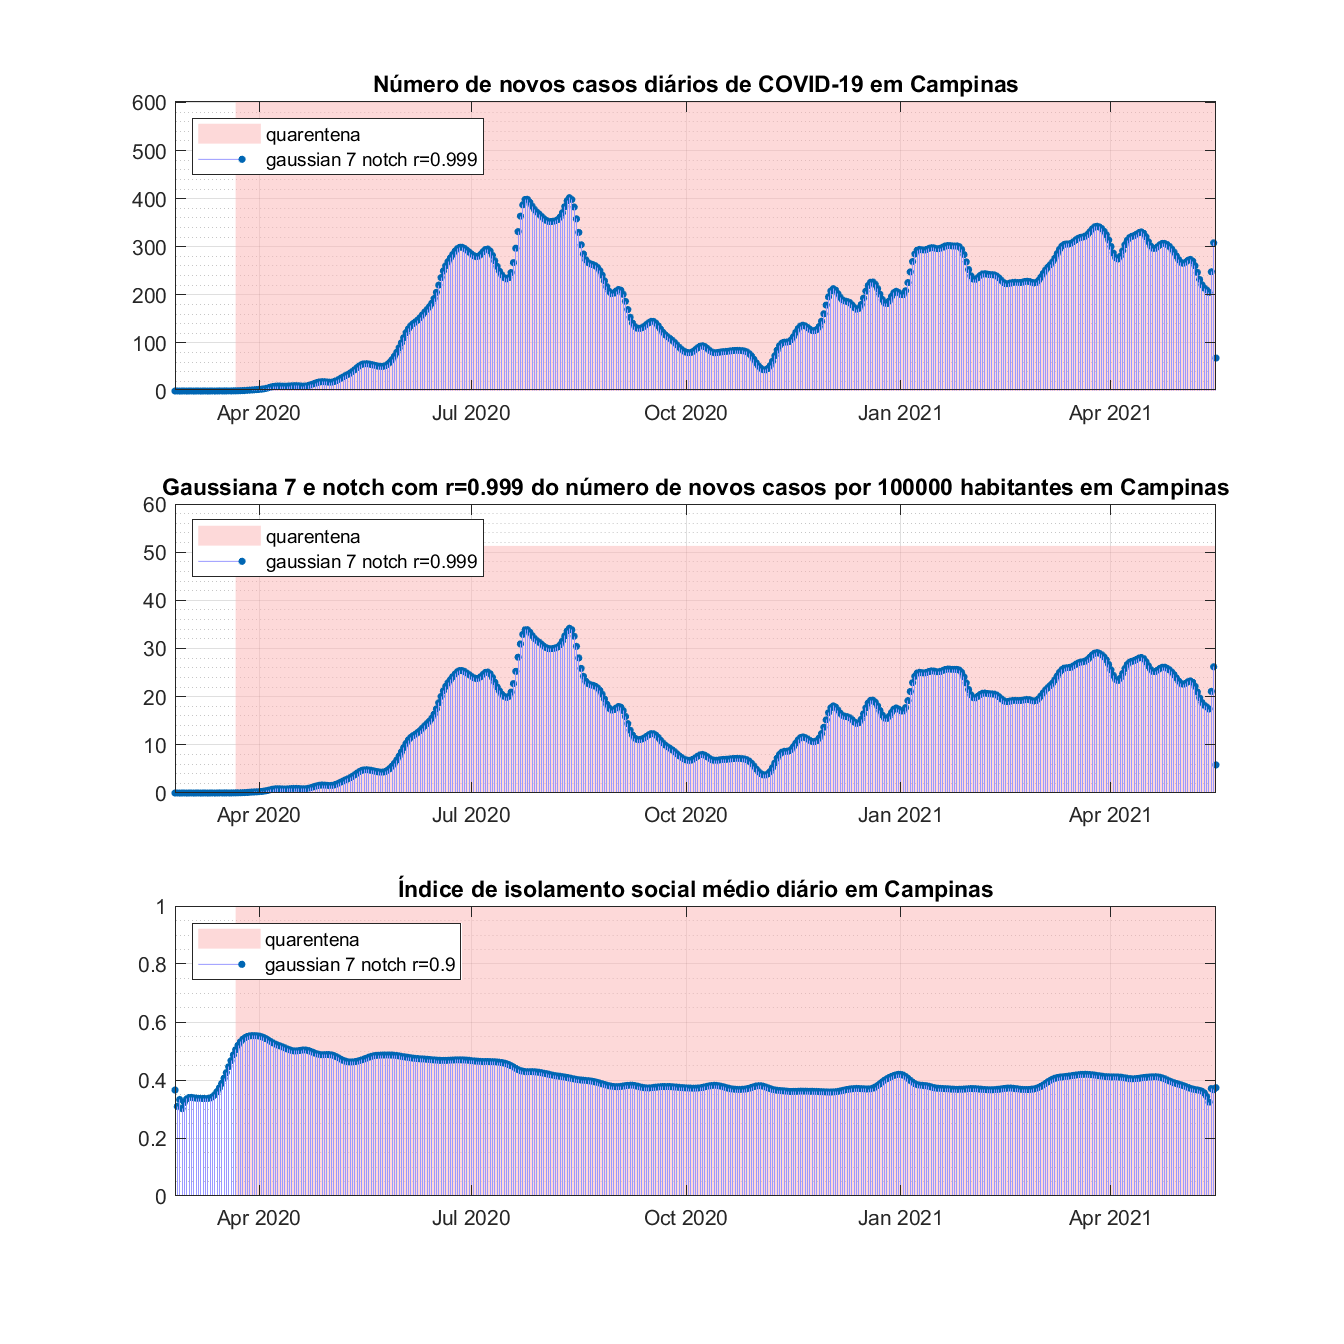 Número de novos casos diários de COVID-19 em Campinas
600
500
400
300
200
100
0
quarentena
gaussian 7 notch r=0.999
Apr 2020 Jul 2020 Oct 2020 Jan 2021 Apr 2021
Gaussiana 7 e notch com r=0.999 do número de novos casos por 100000 habitantes em Campinas
60
50
40
30
20
10
0
quarentena
gaussian 7 notch r=0.999
Apr 2020 Jul 2020 Oct 2020 Jan 2021 Apr 2021
Índice de isolamento social médio diário em Campinas
1
0.8
0.6
0.4
0.2
0
quarentena
gaussian 7 notch r=0.9
Apr 2020 Jul 2020 Oct 2020 Jan 2021 Apr 2021